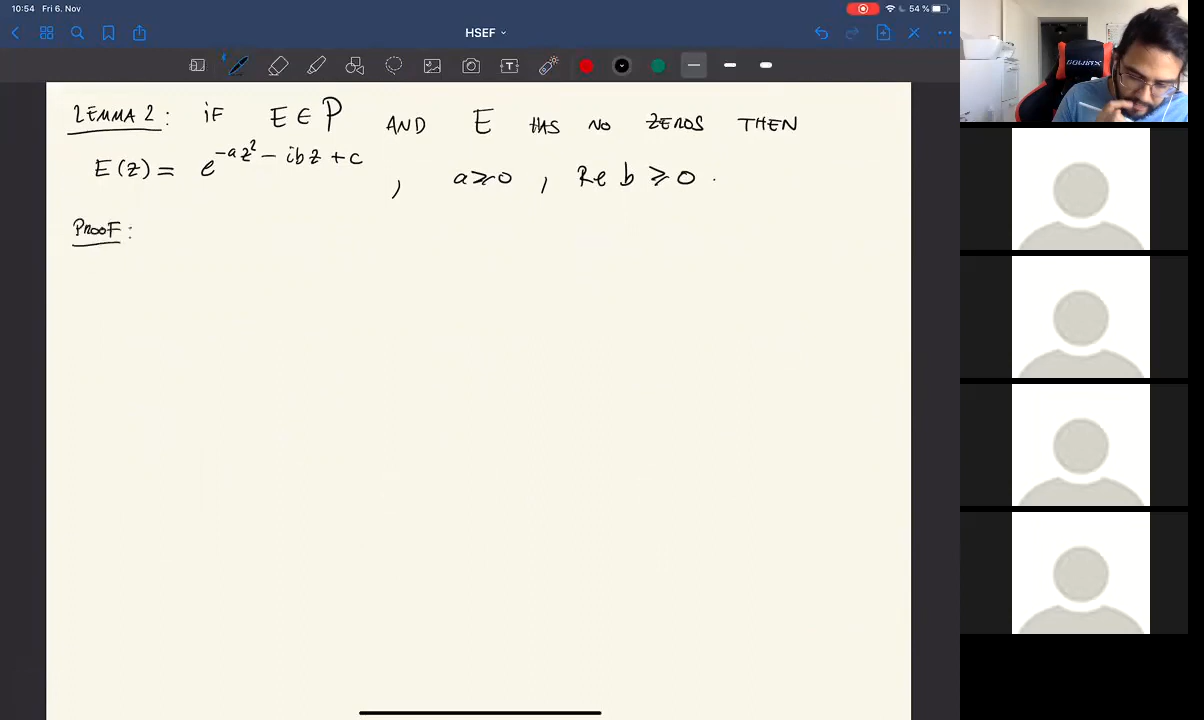 10:54 Fri 6. Nov 54 %
HSEF
LEMMA 2: IF E ∈ P AND E HAS NO ZEROS THEN
E(z) = e^{-az² - ibz + c}, a ≥ 0, Re b ≥ 0.
PROOF: